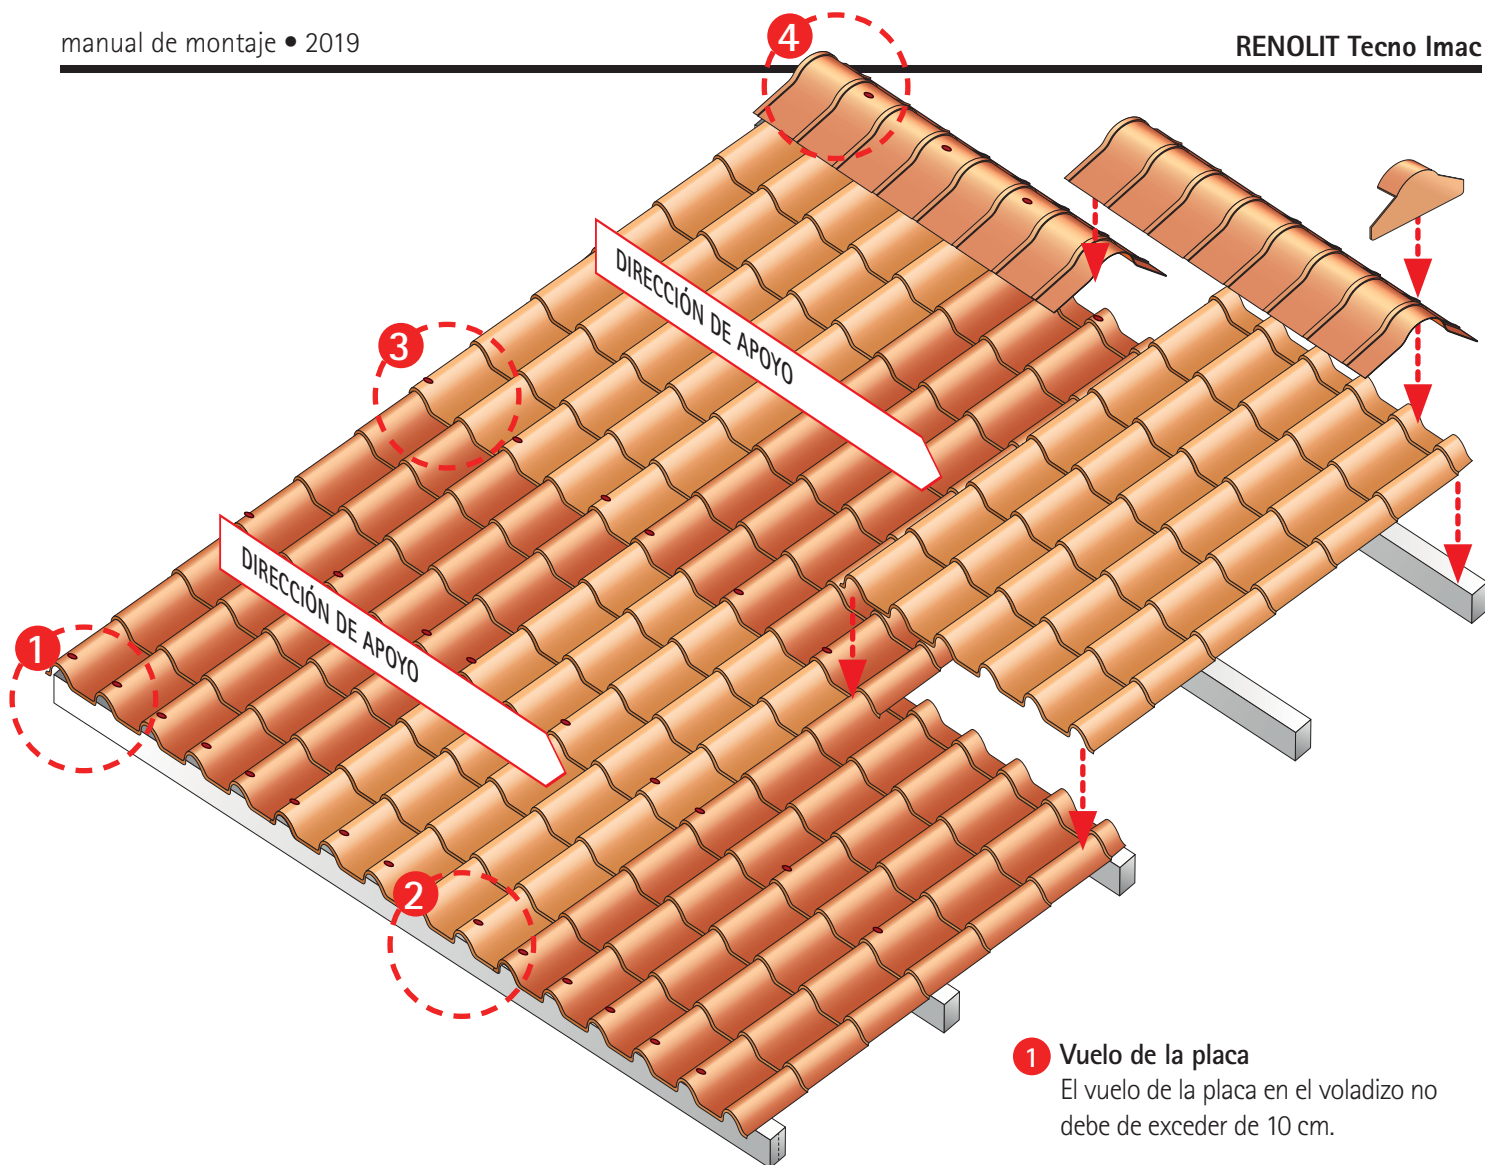 manual de montaje • 2019
RENOLIT Tecno Imac
4
DIRECCIÓN DE APOYO
3
DIRECCIÓN DE APOYO
1
2
1 Vuelo de la placa
El vuelo de la placa en el voladizo no
debe de exceder de 10 cm.